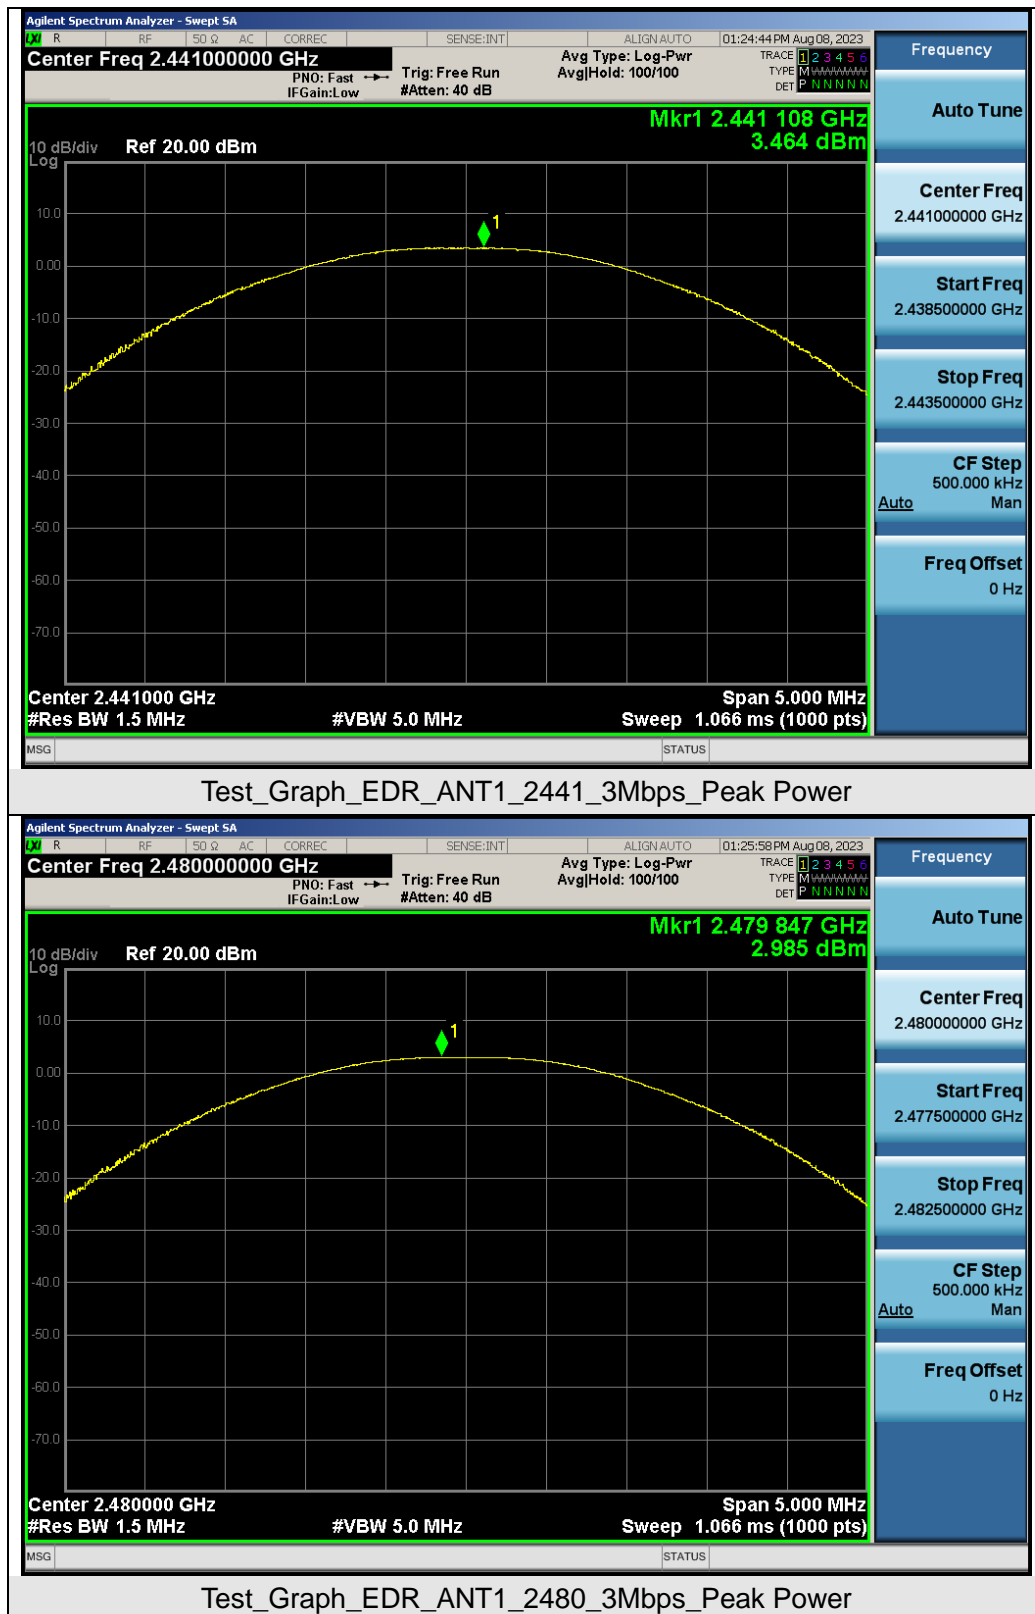 Agilent Spectrum Analyzer - Swept SA
LXI R RF 50 Ω AC CORREC SENSE:INT ALIGN AUTO 01:24:44 PM Aug 08, 2023
Center Freq 2.441000000 GHz
PNO: Fast
IFGain:Low
Trig: Free Run
#Atten: 40 dB
Avg Type: Log-Pwr
Avg|Hold: 100/100
TRACE 1 2 3 4 5 6
TYPE M WWWWW
DET P N N N N N
Frequency
Auto Tune
Center Freq
2.441000000 GHz
Start Freq
2.438500000 GHz
Stop Freq
2.443500000 GHz
CF Step
500.000 kHz
Auto Man
Freq Offset
0 Hz
Mkr1 2.441 108 GHz
3.464 dBm
10 dB/div Ref 20.00 dBm
Log
10.0
1
0.00
-10.0
-20.0
-30.0
-40.0
-50.0
-60.0
-70.0
Center 2.441000 GHz Span 5.000 MHz
#Res BW 1.5 MHz #VBW 5.0 MHz Sweep 1.066 ms (1000 pts)
MSG STATUS
Test_Graph_EDR_ANT1_2441_3Mbps_Peak Power
Agilent Spectrum Analyzer - Swept SA
LXI R RF 50 Ω AC CORREC SENSE:INT ALIGN AUTO 01:25:58 PM Aug 08, 2023
Center Freq 2.480000000 GHz
PNO: Fast
IFGain:Low
Trig: Free Run
#Atten: 40 dB
Avg Type: Log-Pwr
Avg|Hold: 100/100
TRACE 1 2 3 4 5 6
TYPE M WWWWW
DET P N N N N N
Frequency
Auto Tune
Center Freq
2.480000000 GHz
Start Freq
2.477500000 GHz
Stop Freq
2.482500000 GHz
CF Step
500.000 kHz
Auto Man
Freq Offset
0 Hz
Mkr1 2.479 847 GHz
2.985 dBm
10 dB/div Ref 20.00 dBm
Log
10.0
1
0.00
-10.0
-20.0
-30.0
-40.0
-50.0
-60.0
-70.0
Center 2.480000 GHz Span 5.000 MHz
#Res BW 1.5 MHz #VBW 5.0 MHz Sweep 1.066 ms (1000 pts)
MSG STATUS
Test_Graph_EDR_ANT1_2480_3Mbps_Peak Power